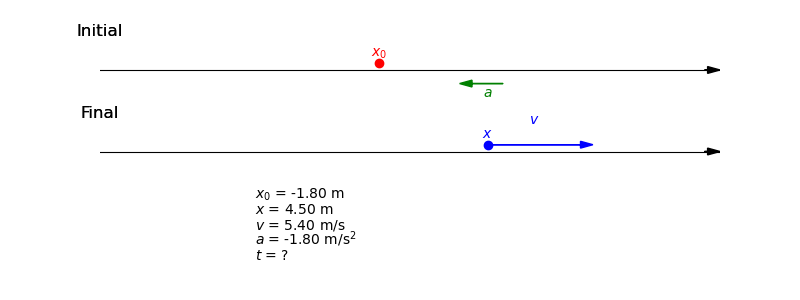 Initial
x₀
a
Final
v
x
x₀ = -1.80 m
x = 4.50 m
v = 5.40 m/s
a = -1.80 m/s²
t = ?